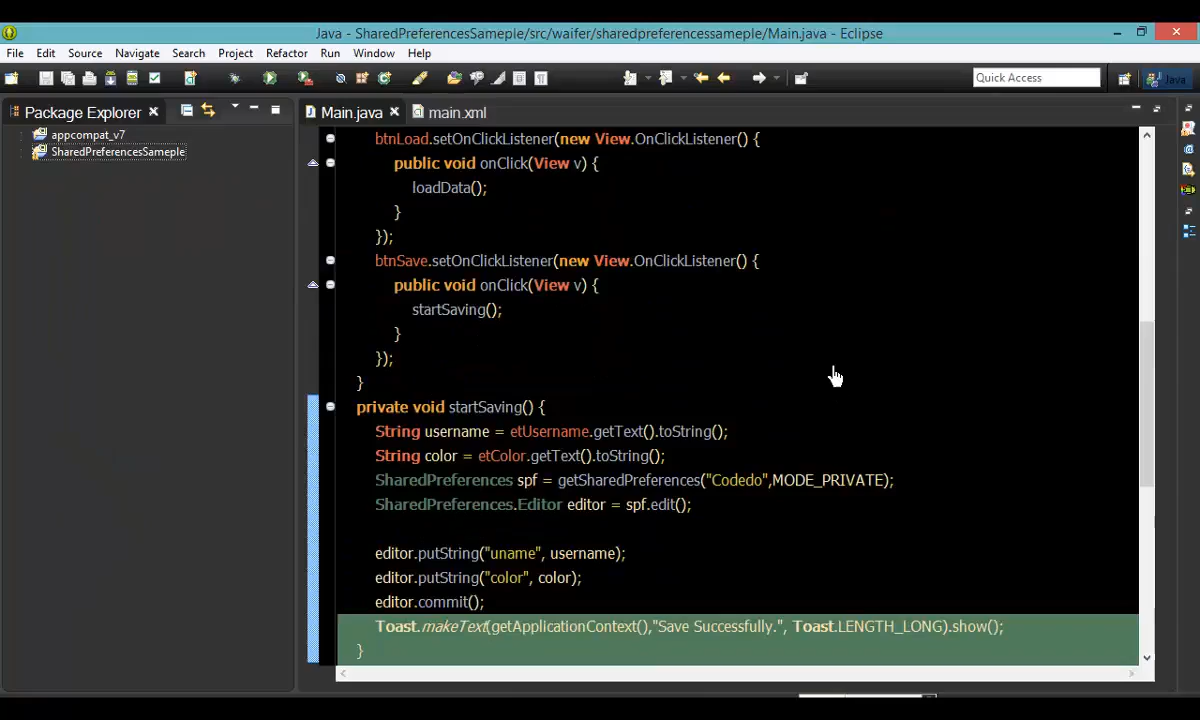 Java - SharedPreferencesSameple/src/waifer/sharedpreferencessameple/Main.java - Eclipse
File Edit Source Navigate Search Project Refactor Run Window Help
Quick Access
Java
Package Explorer
Main.java
main.xml
appcompat_v7
SharedPreferencesSameple
btnLoad.setOnClickListener(new View.OnClickListener() {
public void onClick(View v) {
loadData();
}
});
btnSave.setOnClickListener(new View.OnClickListener() {
public void onClick(View v) {
startSaving();
}
});
}
private void startSaving() {
String username = etUsername.getText().toString();
String color = etColor.getText().toString();
SharedPreferences spf = getSharedPreferences("Codedo",MODE_PRIVATE);
SharedPreferences.Editor editor = spf.edit();
editor.putString("uname", username);
editor.putString("color", color);
editor.commit();
Toast.makeText(getApplicationContext(),"Save Successfully.", Toast.LENGTH_LONG).show();
}